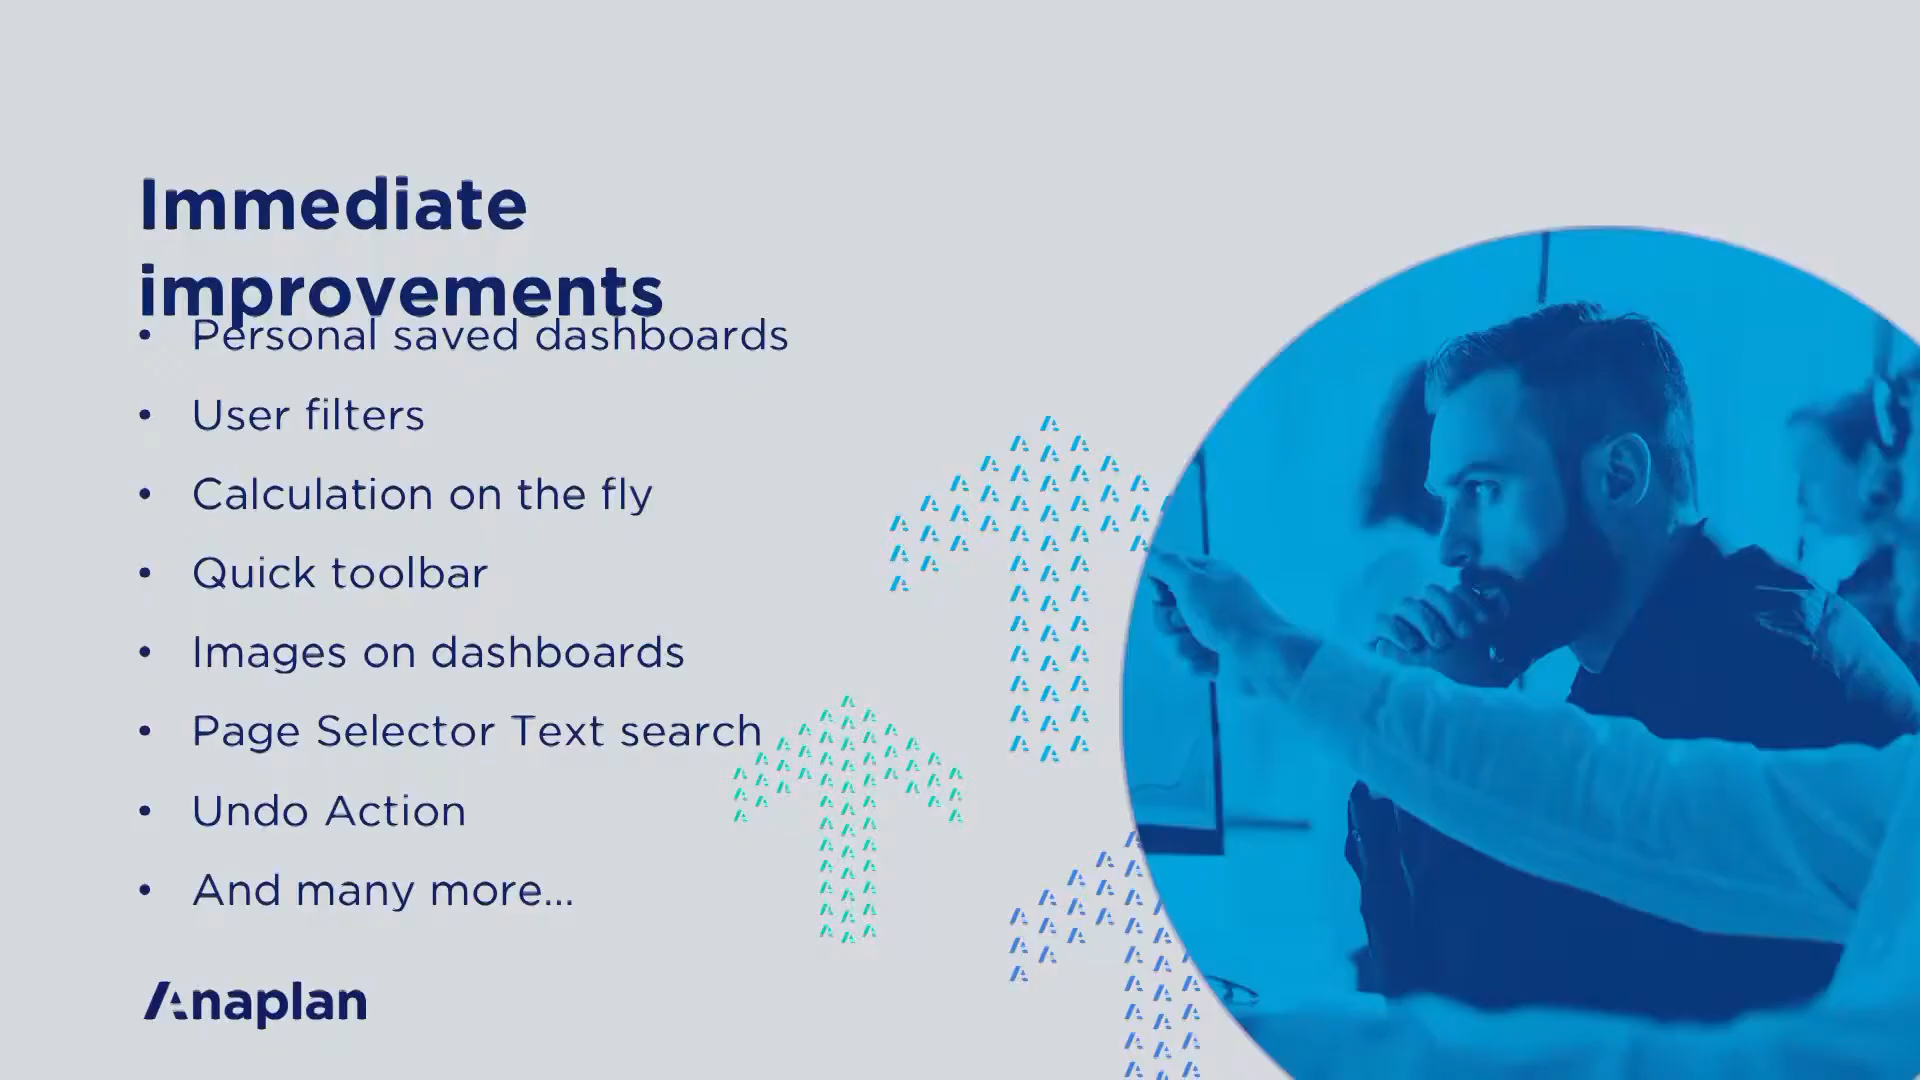 Immediate
improvements
• Personal saved dashboards
• User filters
• Calculation on the fly
• Quick toolbar
• Images on dashboards
• Page Selector Text search
• Undo Action
• And many more...
Anaplan